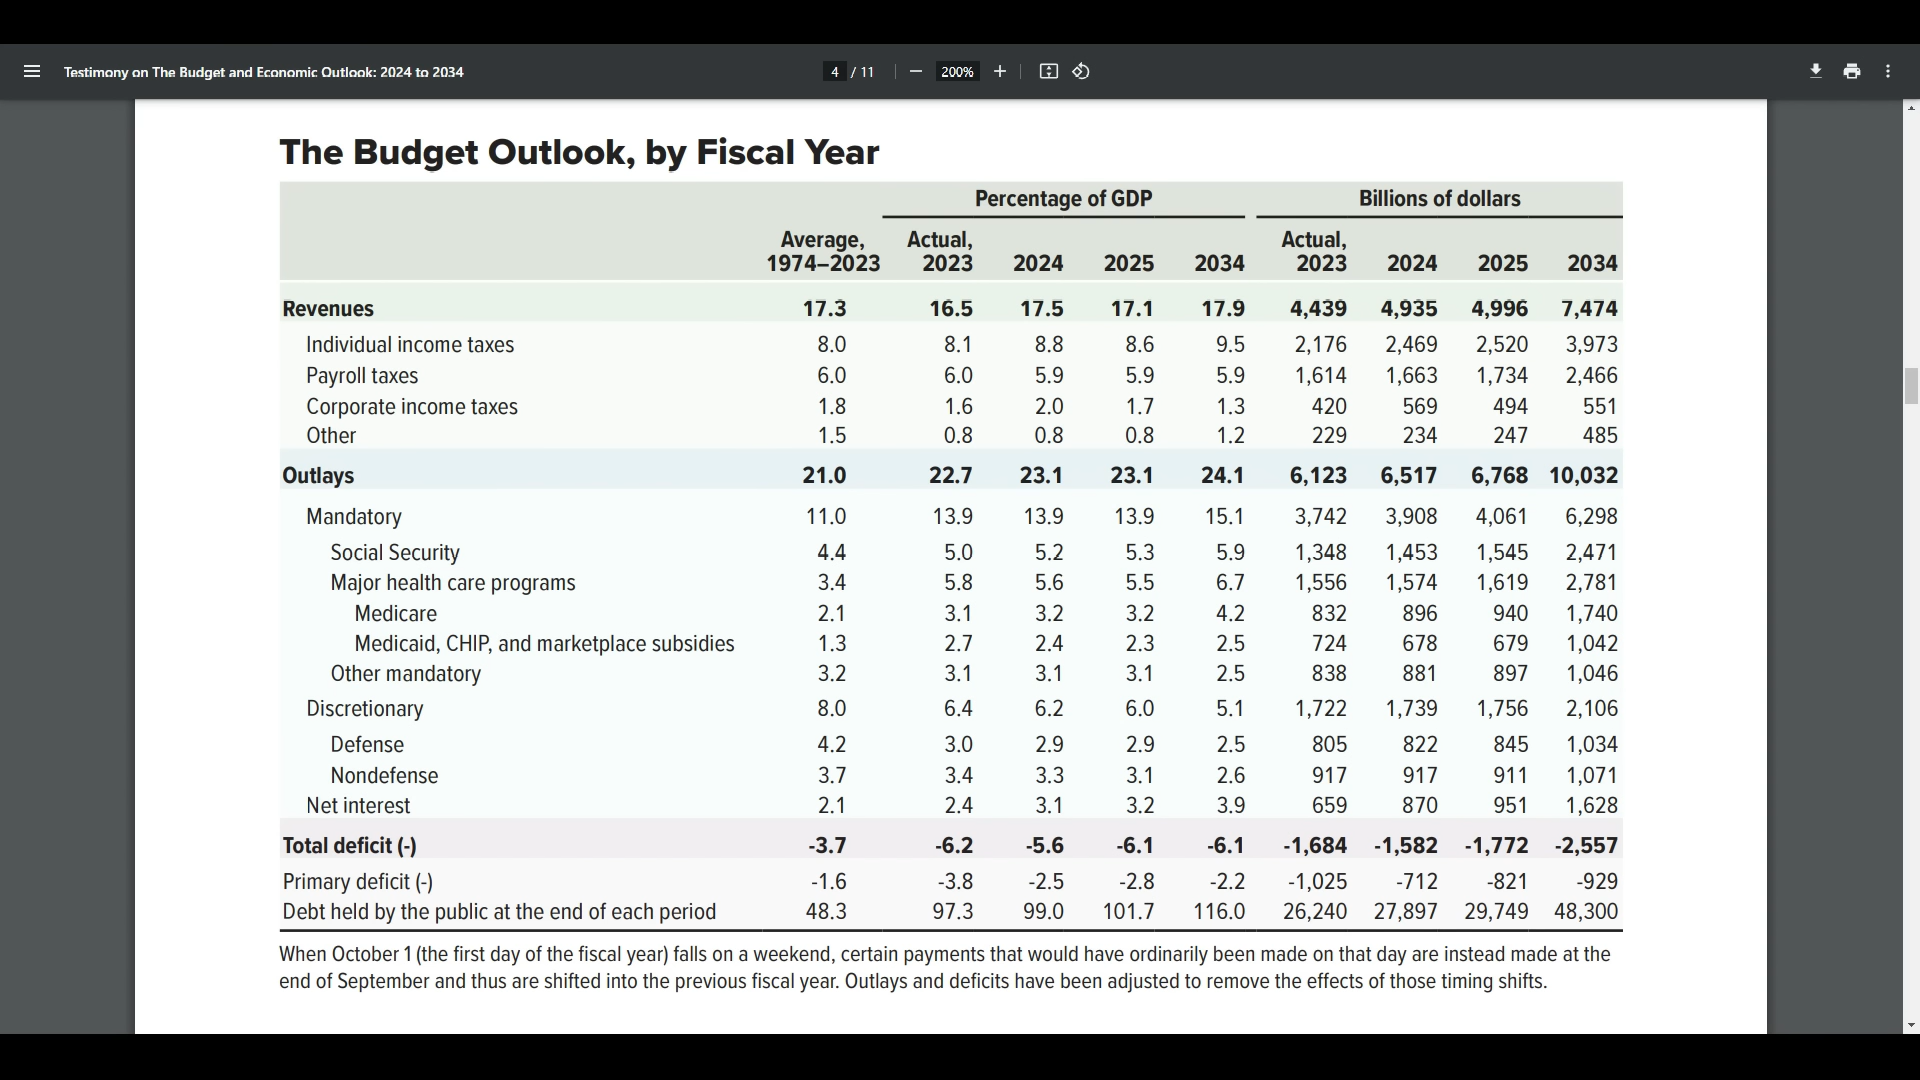 Testimony on The Budget and Economic Outlook: 2024 to 2034 4 / 11 200%
The Budget Outlook, by Fiscal Year
Percentage of GDP Billions of dollars
Average, Actual, Actual,
1974–2023 2023 2024 2025 2034 2023 2024 2025 2034
Revenues 17.3 16.5 17.5 17.1 17.9 4,439 4,935 4,996 7,474
Individual income taxes 8.0 8.1 8.8 8.6 9.5 2,176 2,469 2,520 3,973
Payroll taxes 6.0 6.0 5.9 5.9 5.9 1,614 1,663 1,734 2,466
Corporate income taxes 1.8 1.6 2.0 1.7 1.3 420 569 494 551
Other 1.5 0.8 0.8 0.8 1.2 229 234 247 485
Outlays 21.0 22.7 23.1 23.1 24.1 6,123 6,517 6,768 10,032
Mandatory 11.0 13.9 13.9 13.9 15.1 3,742 3,908 4,061 6,298
Social Security 4.4 5.0 5.2 5.3 5.9 1,348 1,453 1,545 2,471
Major health care programs 3.4 5.8 5.6 5.5 6.7 1,556 1,574 1,619 2,781
Medicare 2.1 3.1 3.2 3.2 4.2 832 896 940 1,740
Medicaid, CHIP, and marketplace subsidies 1.3 2.7 2.4 2.3 2.5 724 678 679 1,042
Other mandatory 3.2 3.1 3.1 3.1 2.5 838 881 897 1,046
Discretionary 8.0 6.4 6.2 6.0 5.1 1,722 1,739 1,756 2,106
Defense 4.2 3.0 2.9 2.9 2.5 805 822 845 1,034
Nondefense 3.7 3.4 3.3 3.1 2.6 917 917 911 1,071
Net interest 2.1 2.4 3.1 3.2 3.9 659 870 951 1,628
Total deficit (-) -3.7 -6.2 -5.6 -6.1 -6.1 -1,684 -1,582 -1,772 -2,557
Primary deficit (-) -1.6 -3.8 -2.5 -2.8 -2.2 -1,025 -712 -821 -929
Debt held by the public at the end of each period 48.3 97.3 99.0 101.7 116.0 26,240 27,897 29,749 48,300
When October 1 (the first day of the fiscal year) falls on a weekend, certain payments that would have ordinarily been made on that day are instead made at the
end of September and thus are shifted into the previous fiscal year. Outlays and deficits have been adjusted to remove the effects of those timing shifts.